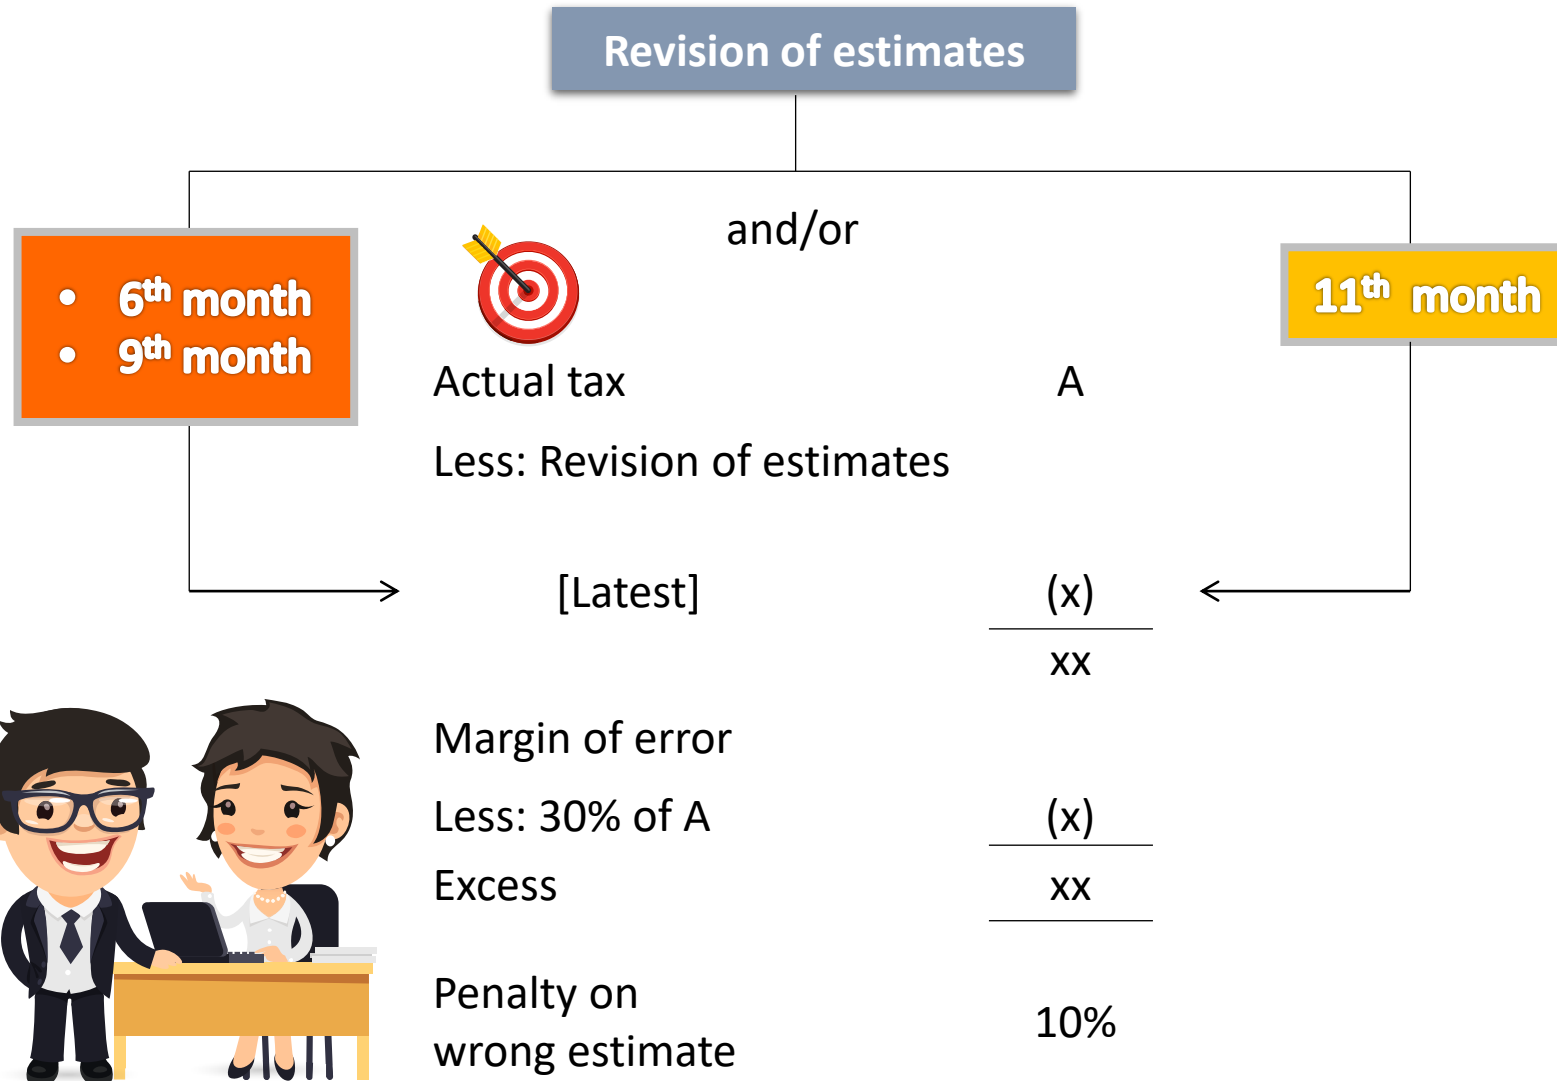 Revision of estimates
and/or
• 6th month
• 9th month
11th month
Actual tax A
Less: Revision of estimates
[Latest] (x)
xx
Margin of error
Less: 30% of A (x)
Excess xx
Penalty on
wrong estimate 10%